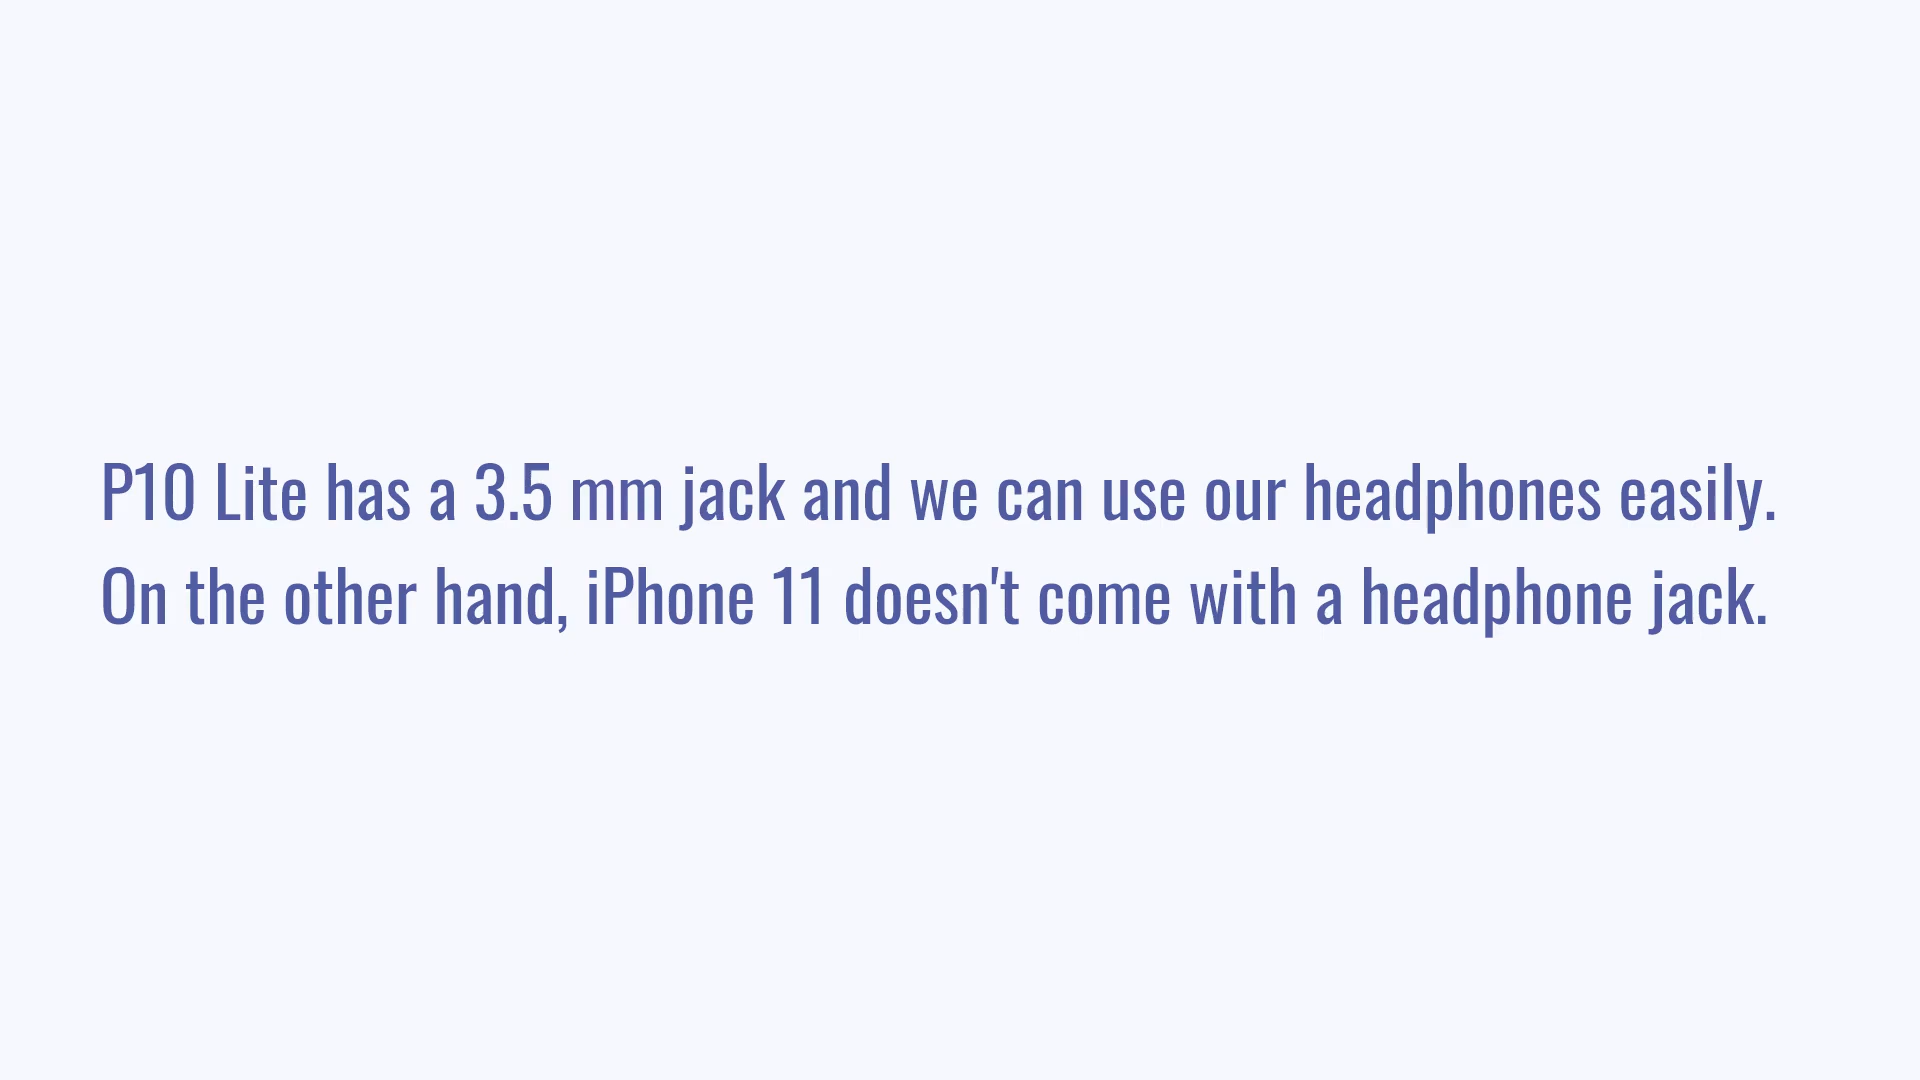 P10 Lite has a 3.5 mm jack and we can use our headphones easily.
On the other hand, iPhone 11 doesn't come with a headphone jack.